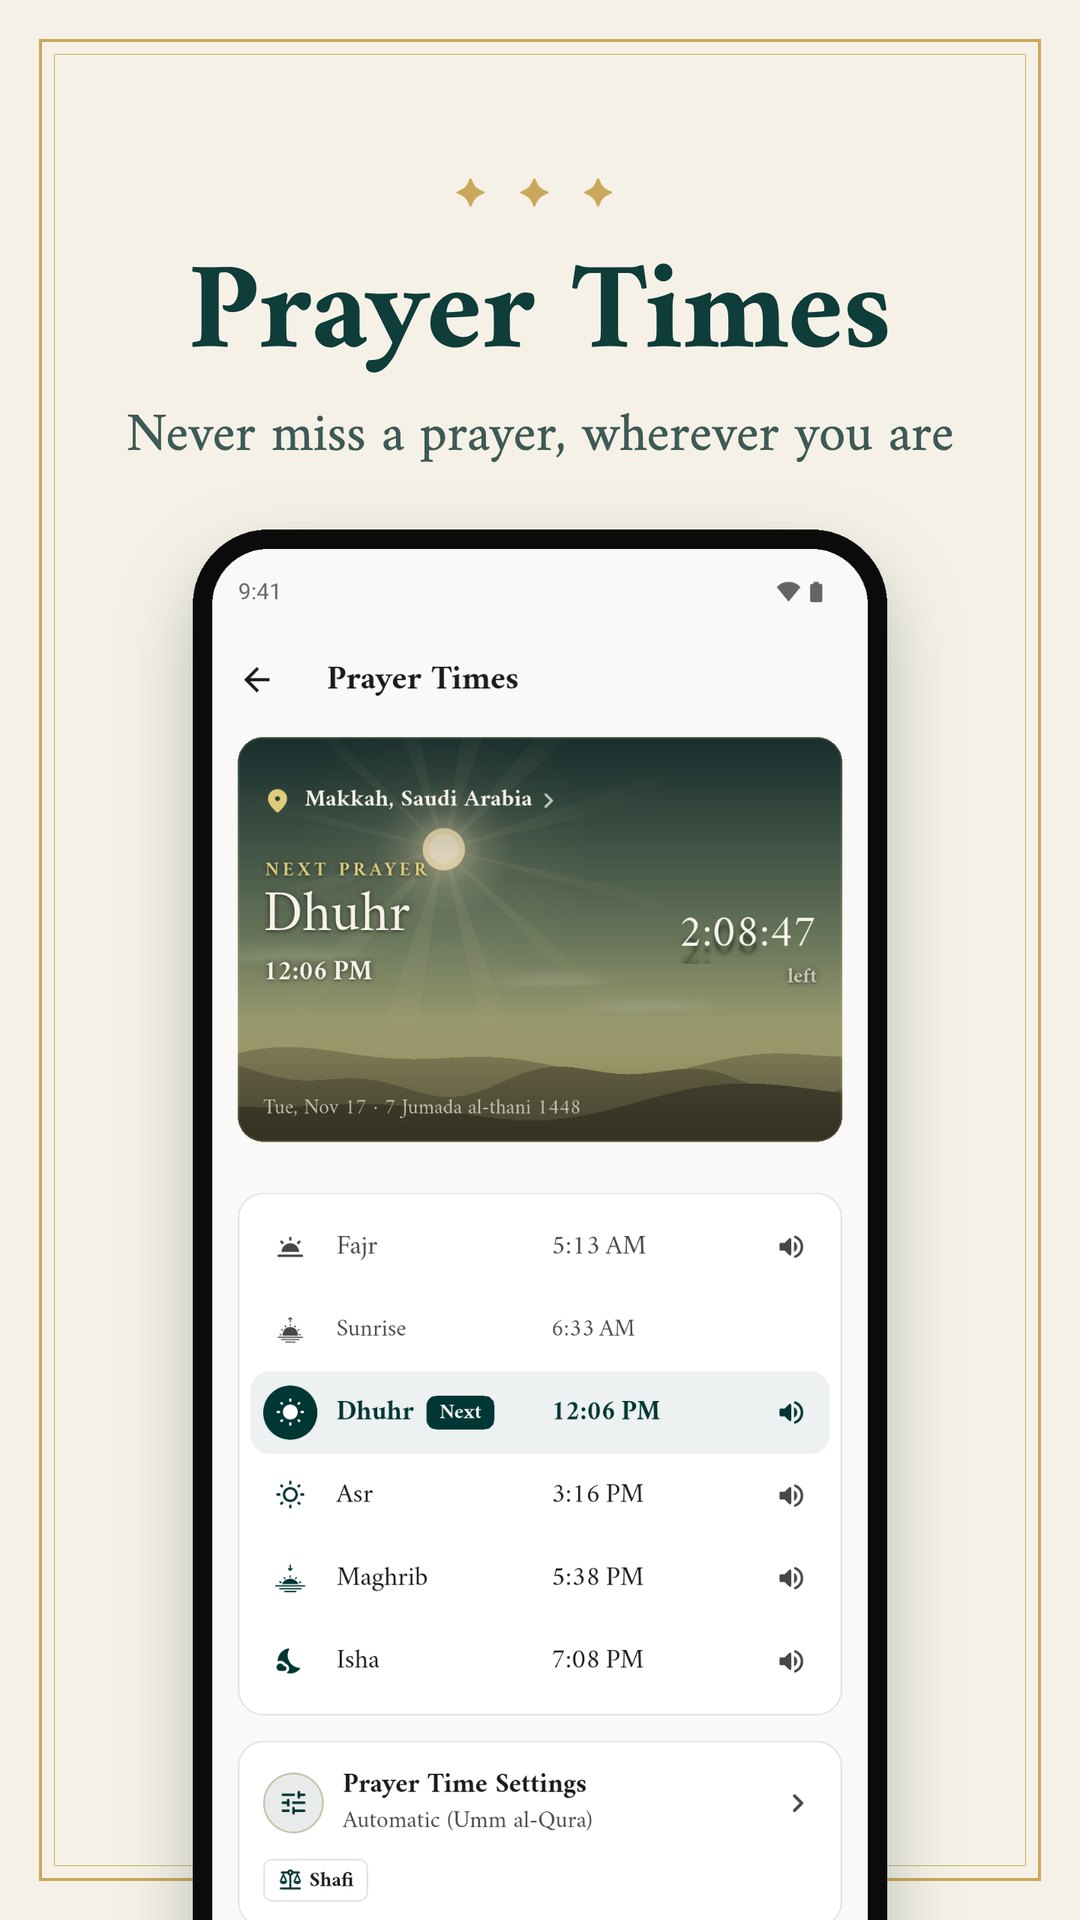 Prayer Times
Never miss a prayer, wherever you are
9:41
Prayer Times
Makkah, Saudi Arabia
NEXT PRAYER
Dhuhr
12:06 PM
2:08:47
left
Tue, Nov 17 · 7 Jumada al-thani 1448
Fajr 5:13 AM
Sunrise 6:33 AM
Dhuhr Next 12:06 PM
Asr 3:16 PM
Maghrib 5:38 PM
Isha 7:08 PM
Prayer Time Settings
Automatic (Umm al-Qura)
Shafi